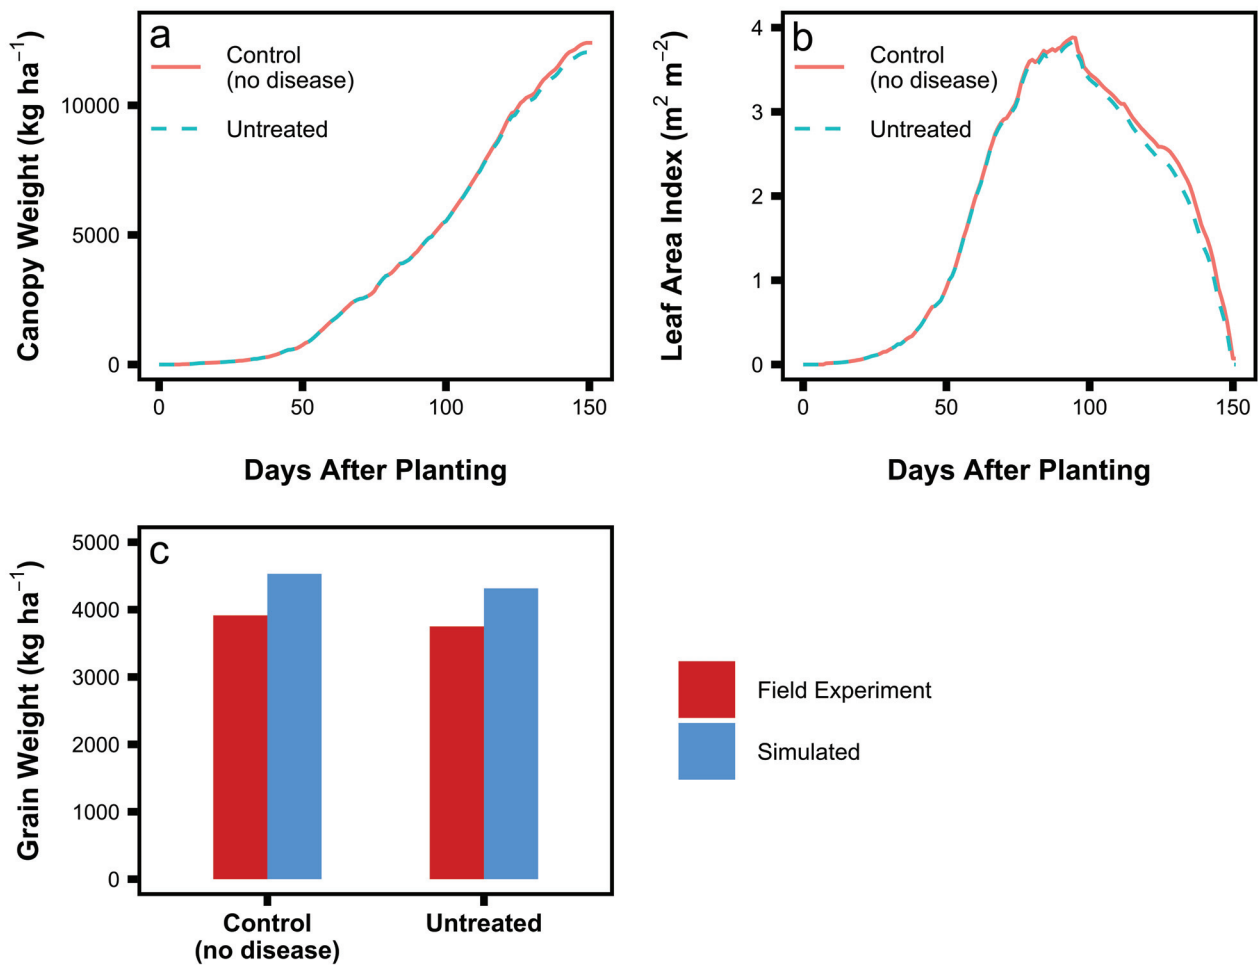 a
Control
(no disease)
Untreated
Canopy Weight (kg ha⁻¹)
10000
5000
0
0 50 100 150
Days After Planting
b
Control
(no disease)
Untreated
Leaf Area Index (m² m⁻²)
4
3
2
1
0
0 50 100 150
Days After Planting
c
Grain Weight (kg ha⁻¹)
5000
4000
3000
2000
1000
0
Control
(no disease)
Untreated
Field Experiment
Simulated